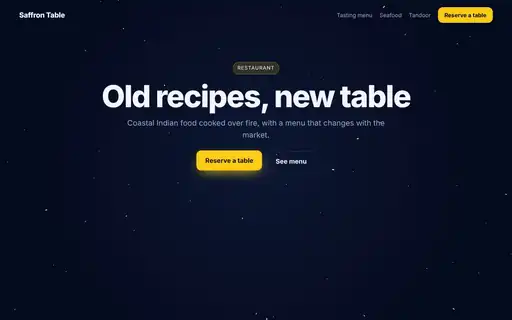 Saffron Table
Tasting menu Seafood Tandoor Reserve a table
RESTAURANT
Old recipes, new table
Coastal Indian food cooked over fire, with a menu that changes with the
market.
Reserve a table See menu